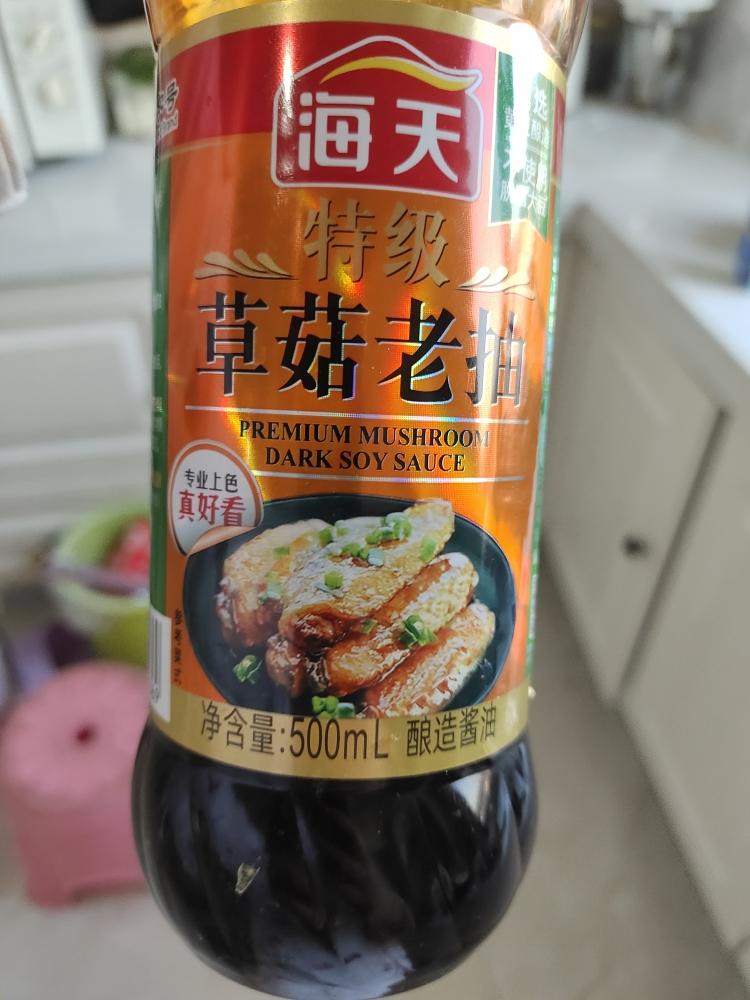 海天
特级
草菇老抽
PREMIUM MUSHROOM
DARK SOY SAUCE
专业上色
真好看
净含量:500mL 酿造酱油